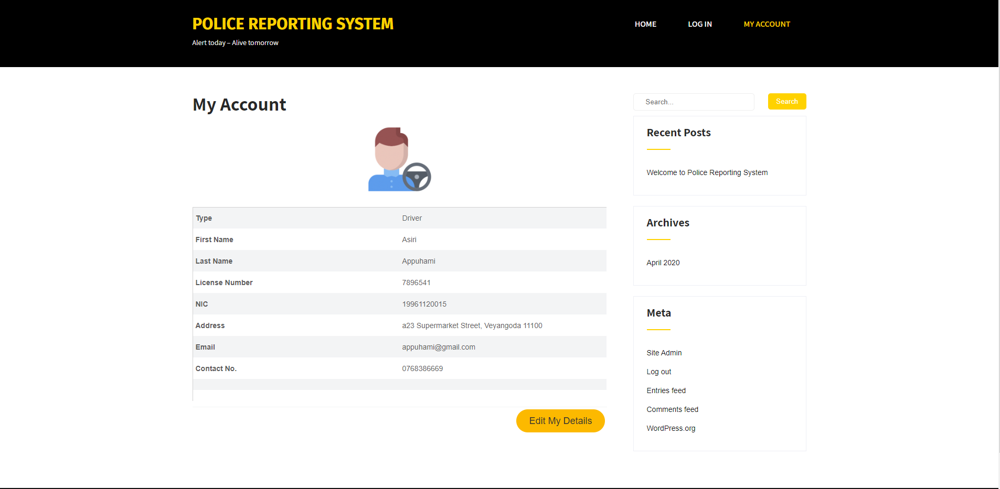 POLICE REPORTING SYSTEM
Alert today – Alive tomorrow
HOME LOG IN MY ACCOUNT
My Account
Type Driver
First Name Asiri
Last Name Appuhami
License Number 7896541
NIC 19961120015
Address a23 Supermarket Street, Veyangoda 11100
Email appuhami@gmail.com
Contact No. 0768386669
Edit My Details
Search... Search
Recent Posts
Welcome to Police Reporting System
Archives
April 2020
Meta
Site Admin
Log out
Entries feed
Comments feed
WordPress.org